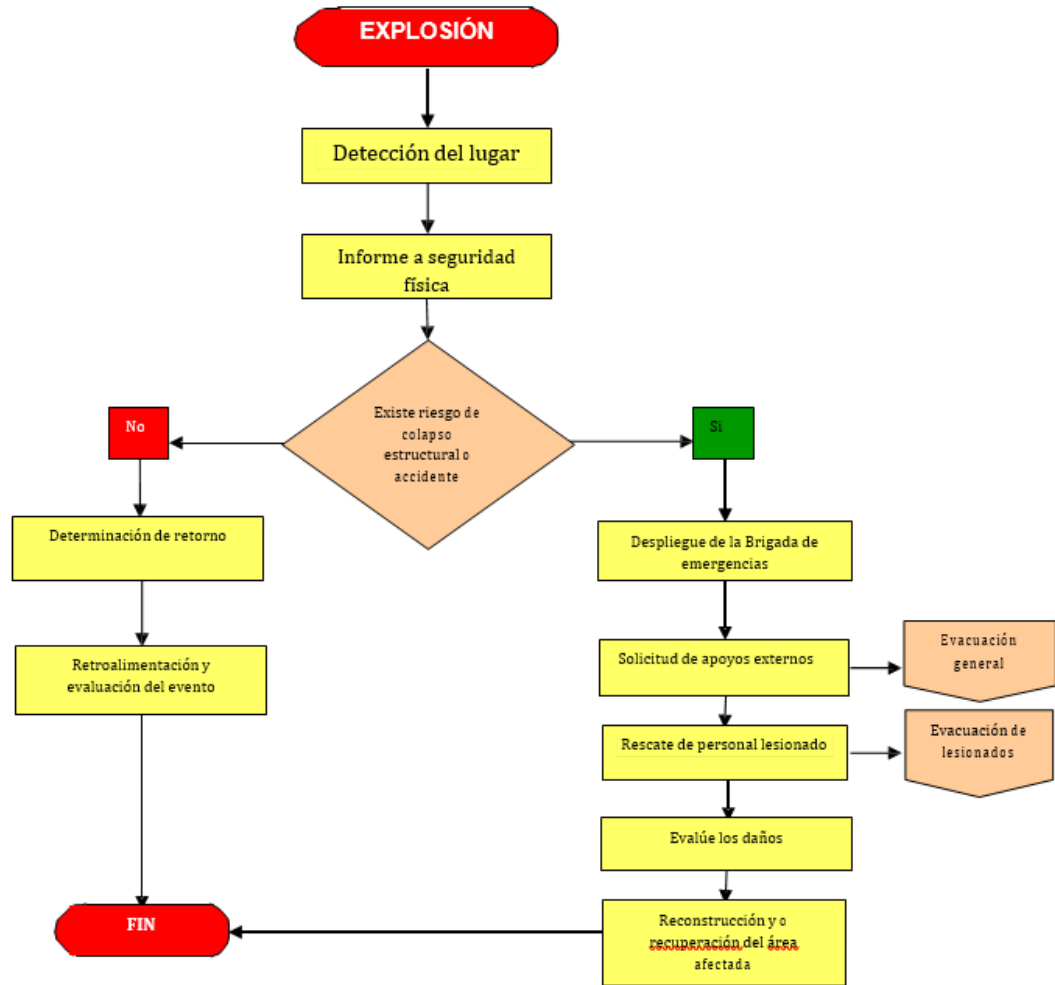 EXPLOSIÓN
Detección del lugar
Informe a seguridad
física
Existe riesgo de
colapso
estructural o
accidente
No
Si
Determinación de retorno
Despliegue de la Brigada de
emergencias
Retroalimentación y
evaluación del evento
Solicitud de apoyos externos
Evacuación
general
Rescate de personal lesionado
Evacuación de
lesionados
Evalúe los daños
Reconstrucción y o
recuperación del área
afectada
FIN